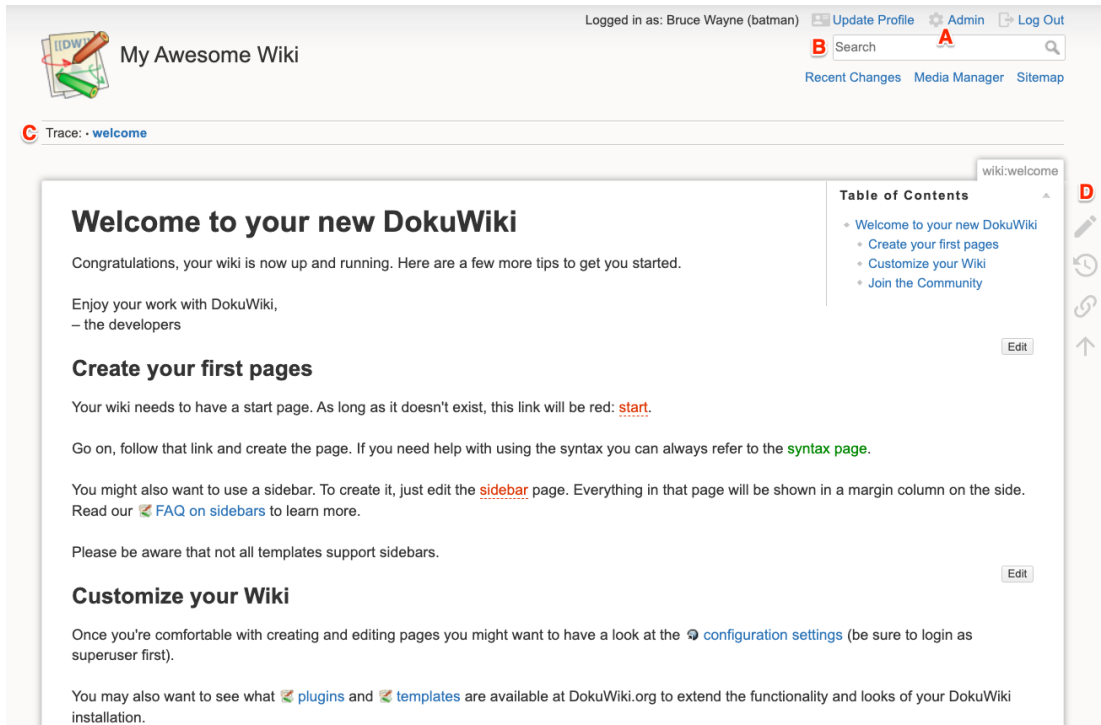 Logged in as: Bruce Wayne (batman) Update Profile Admin Log Out
A
((DW))
My Awesome Wiki
B Search
Recent Changes Media Manager Sitemap
C Trace: • welcome
wiki:welcome
D
Table of Contents
Welcome to your new DokuWiki
Create your first pages
Customize your Wiki
Join the Community
Welcome to your new DokuWiki
Congratulations, your wiki is now up and running. Here are a few more tips to get you started.
Enjoy your work with DokuWiki,
– the developers
Edit
Create your first pages
Your wiki needs to have a start page. As long as it doesn't exist, this link will be red: start.
Go on, follow that link and create the page. If you need help with using the syntax you can always refer to the syntax page.
You might also want to use a sidebar. To create it, just edit the sidebar page. Everything in that page will be shown in a margin column on the side.
Read our FAQ on sidebars to learn more.
Please be aware that not all templates support sidebars.
Edit
Customize your Wiki
Once you're comfortable with creating and editing pages you might want to have a look at the configuration settings (be sure to login as
superuser first).
You may also want to see what plugins and templates are available at DokuWiki.org to extend the functionality and looks of your DokuWiki
installation.